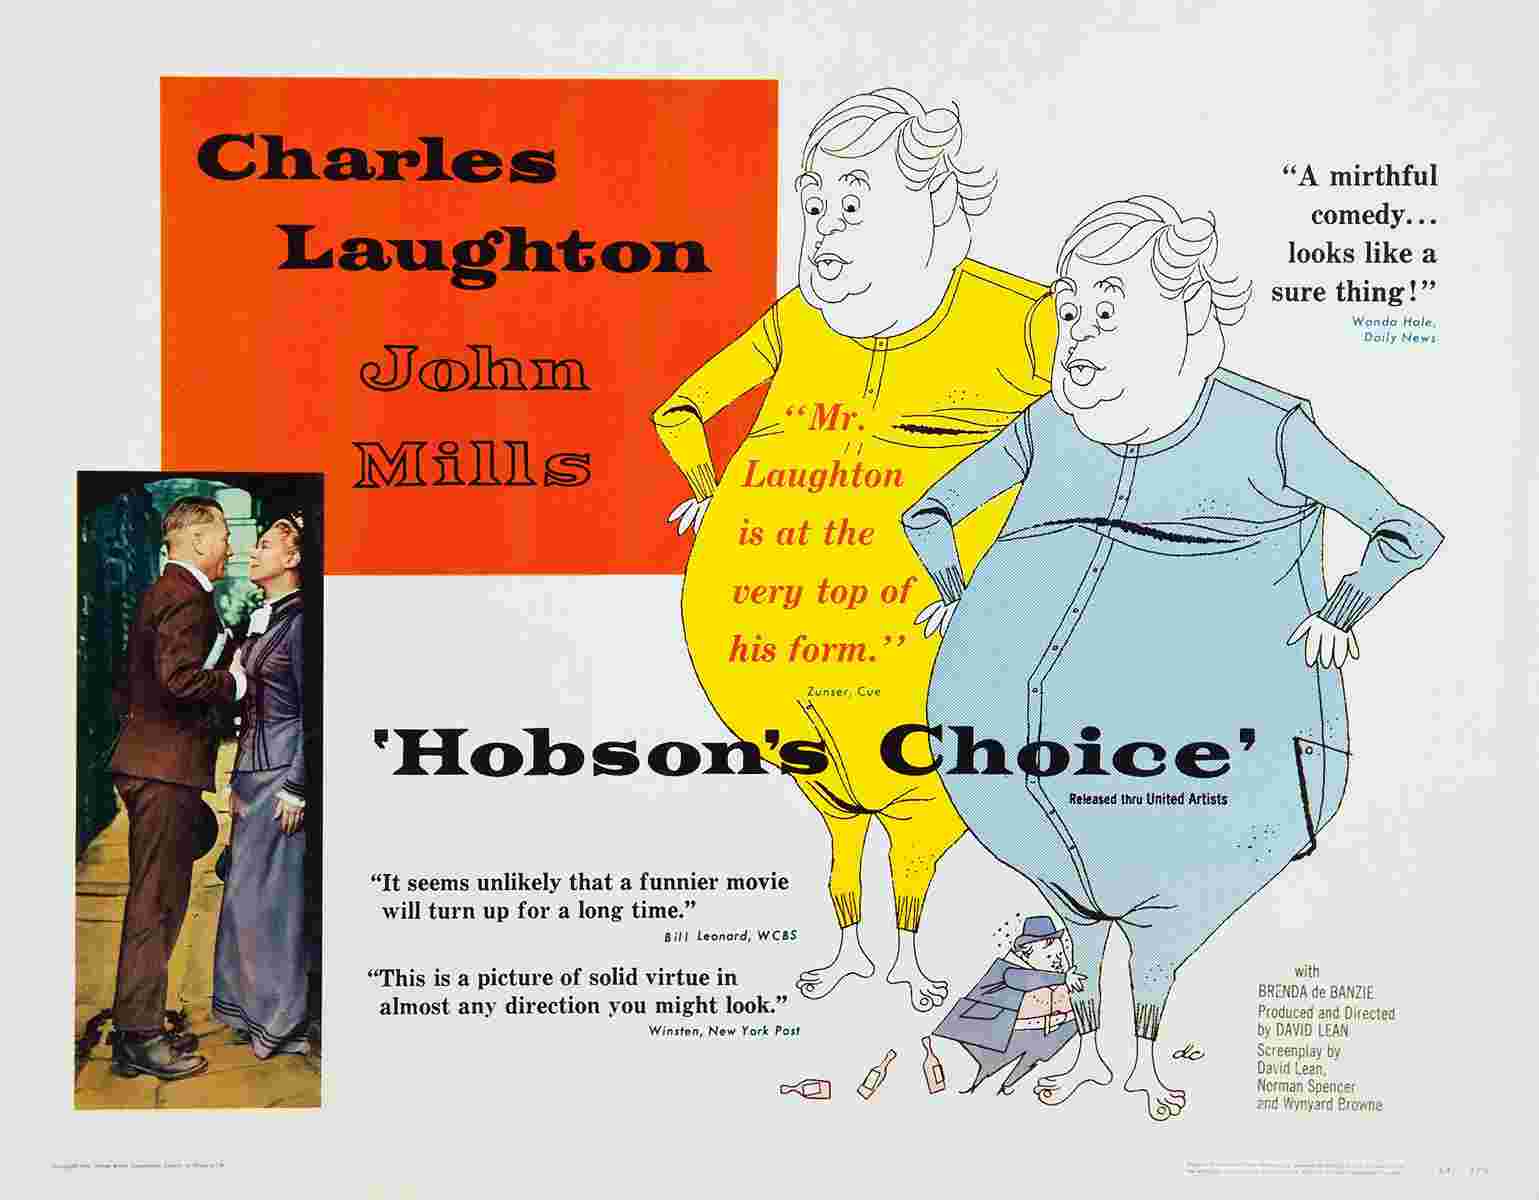 Charles
Laughton
John
Mills
“A mirthful
comedy...
looks like a
sure thing!”
Wanda Hale,
Daily News
“Mr.
Laughton
is at the
very top of
his form.”
Zunser, Cue
'Hobson's Choice'
Released thru United Artists
“It seems unlikely that a funnier movie
will turn up for a long time.”
Bill Leonard, WCBS
“This is a picture of solid virtue in
almost any direction you might look.”
Winsten, New York Post
with
BRENDA de BANZIE
Produced and Directed
by DAVID LEAN
Screenplay by
David Lean,
Norman Spencer
and Wynyard Browne
dc